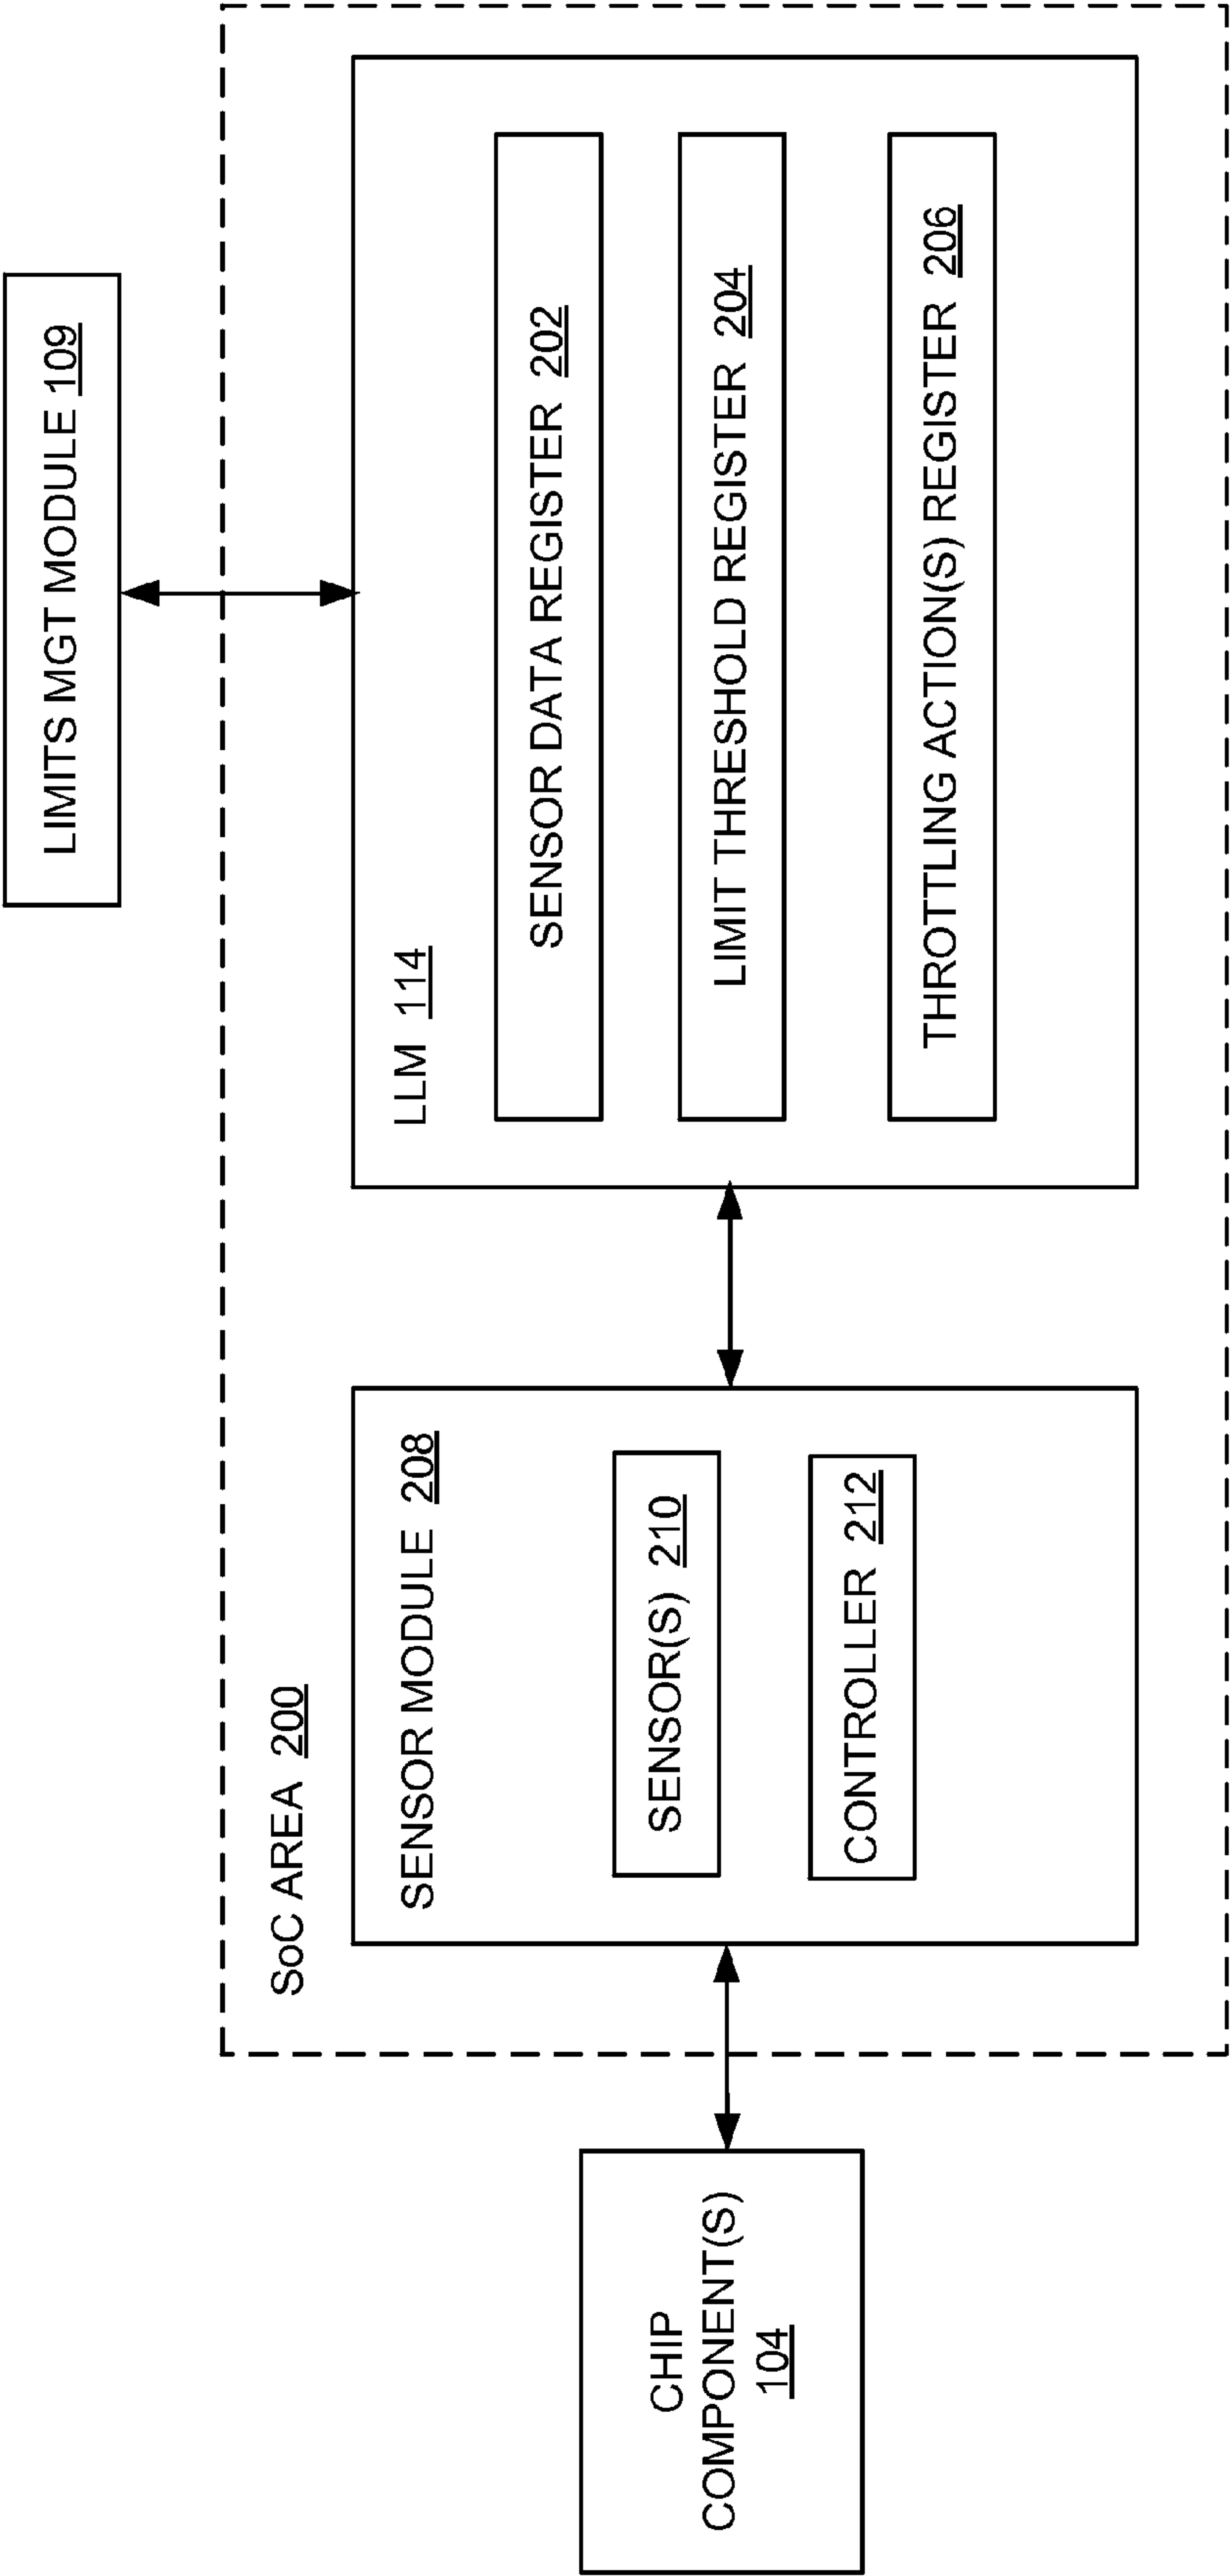 LIMITS MGT MODULE 109
SoC AREA 200
SENSOR MODULE 208
SENSOR(S) 210
CONTROLLER 212
LLM 114
SENSOR DATA REGISTER 202
LIMIT THRESHOLD REGISTER 204
THROTTLING ACTION(S) REGISTER 206
CHIP
COMPONENT(S)
104